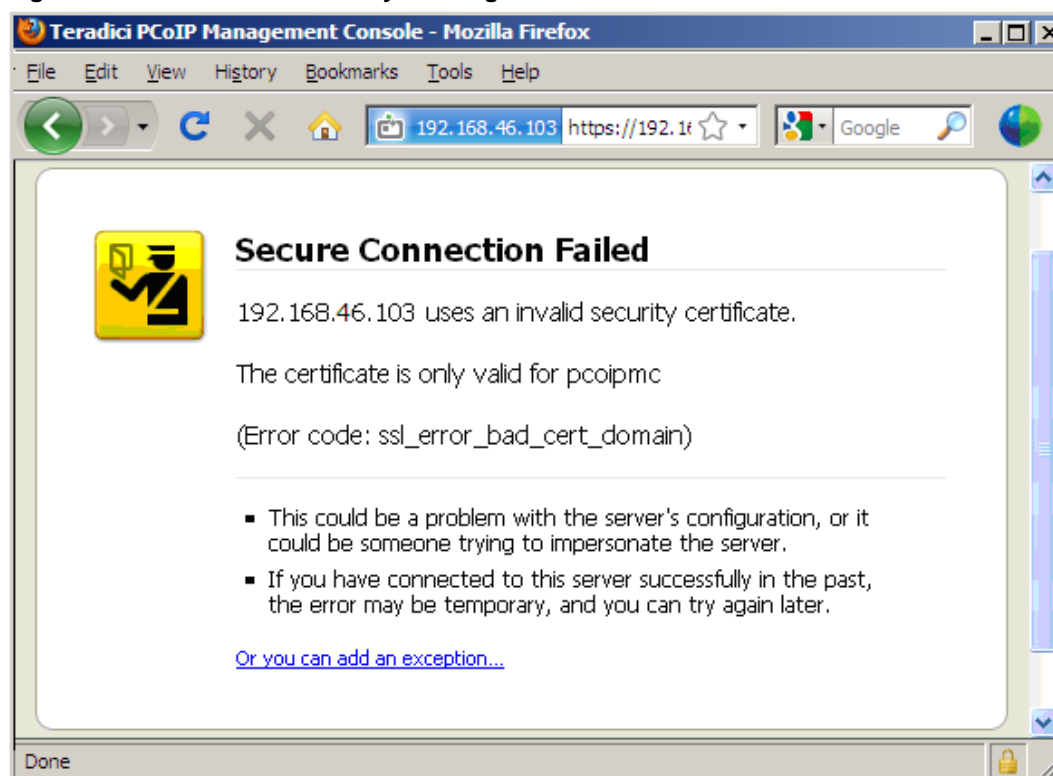 Teradici PCoIP Management Console - Mozilla Firefox
File Edit View History Bookmarks Tools Help
192.168.46.103 https://192.16 Google
Secure Connection Failed
192.168.46.103 uses an invalid security certificate.
The certificate is only valid for pcoipmc
(Error code: ssl_error_bad_cert_domain)
This could be a problem with the server's configuration, or it
could be someone trying to impersonate the server.
If you have connected to this server successfully in the past,
the error may be temporary, and you can try again later.
Or you can add an exception...
Done